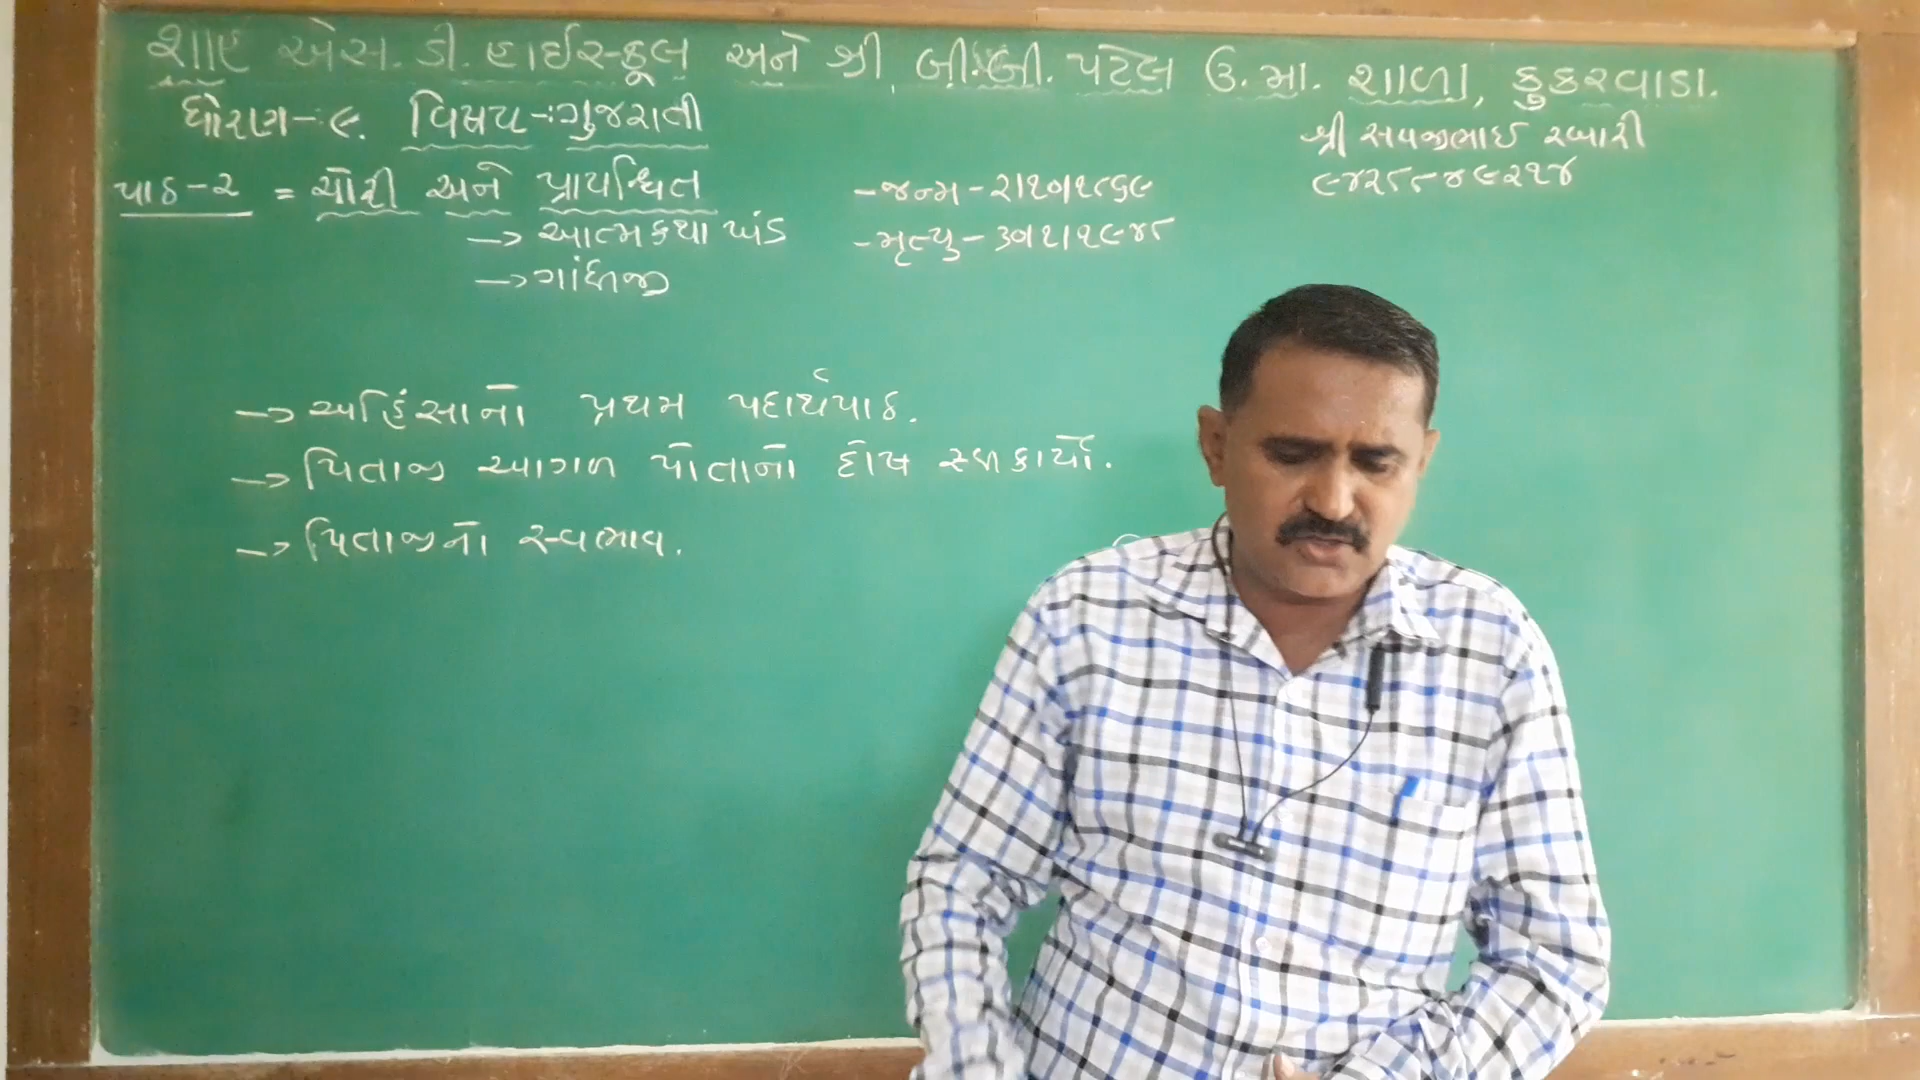 શાહ એસ. ડી. હાઈસ્કૂલ અને શ્રી બી.બી. પટેલ ઉ. મા. શાળા, કુકરવાડા.
ધોરણ-:૯. વિષય-:ગુજરાતી
શ્રી સવજીભાઈ રબારી
૯૪૨૮૮૪૯૨૧૪
પાઠ-૨ = ચોરી અને પ્રાયશ્ચિત
→ આત્મકથા ખંડ
→ ગાંધીજી
-જન્મ-૨।૧૦।૧૮૬૯
-મૃત્યુ-૩૦।૧।૧૯૪૮
→ અહિંસાનો પ્રથમ પદાર્થપાઠ.
→ પિતાજી આગળ પોતાનો દોષ સ્વીકાર્યો.
→ પિતાજીનો સ્વભાવ.